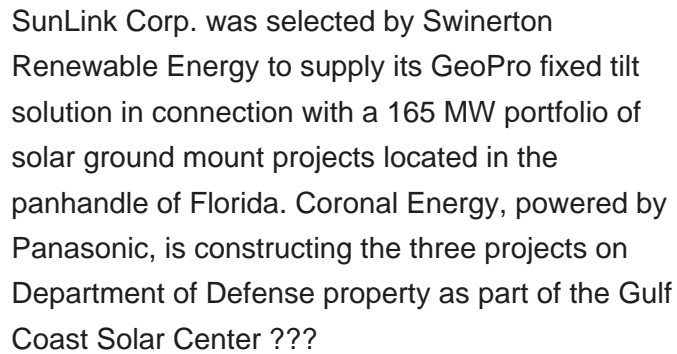 SunLink Corp. was selected by Swinerton
Renewable Energy to supply its GeoPro fixed tilt
solution in connection with a 165 MW portfolio of
solar ground mount projects located in the
panhandle of Florida. Coronal Energy, powered by
Panasonic, is constructing the three projects on
Department of Defense property as part of the Gulf
Coast Solar Center ???